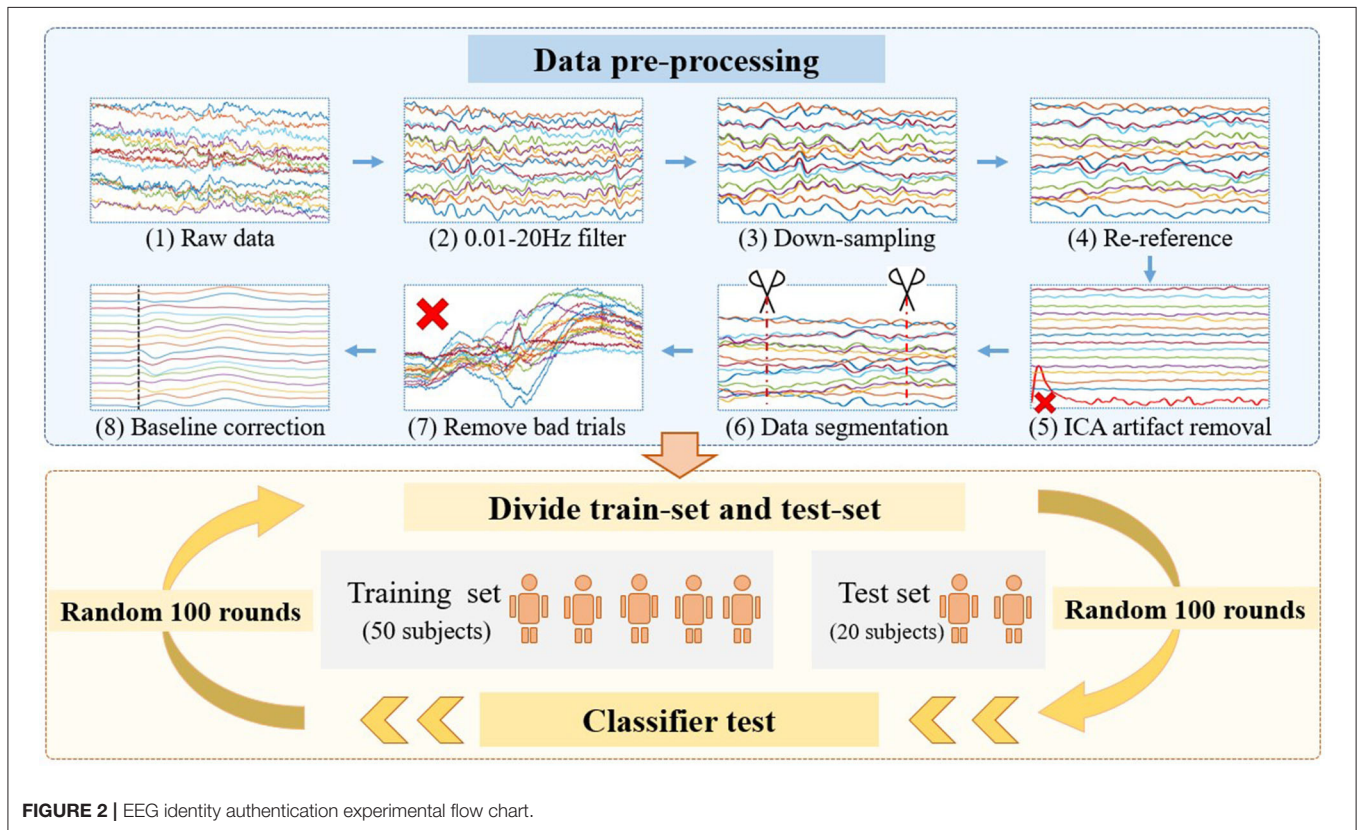 Data pre-processing
(1) Raw data
(2) 0.01-20Hz filter
(3) Down-sampling
(4) Re-reference
(8) Baseline correction
(7) Remove bad trials
(6) Data segmentation
(5) ICA artifact removal
Divide train-set and test-set
Random 100 rounds
Training set
(50 subjects)
Test set
(20 subjects)
Random 100 rounds
Classifier test
FIGURE 2 | EEG identity authentication experimental flow chart.